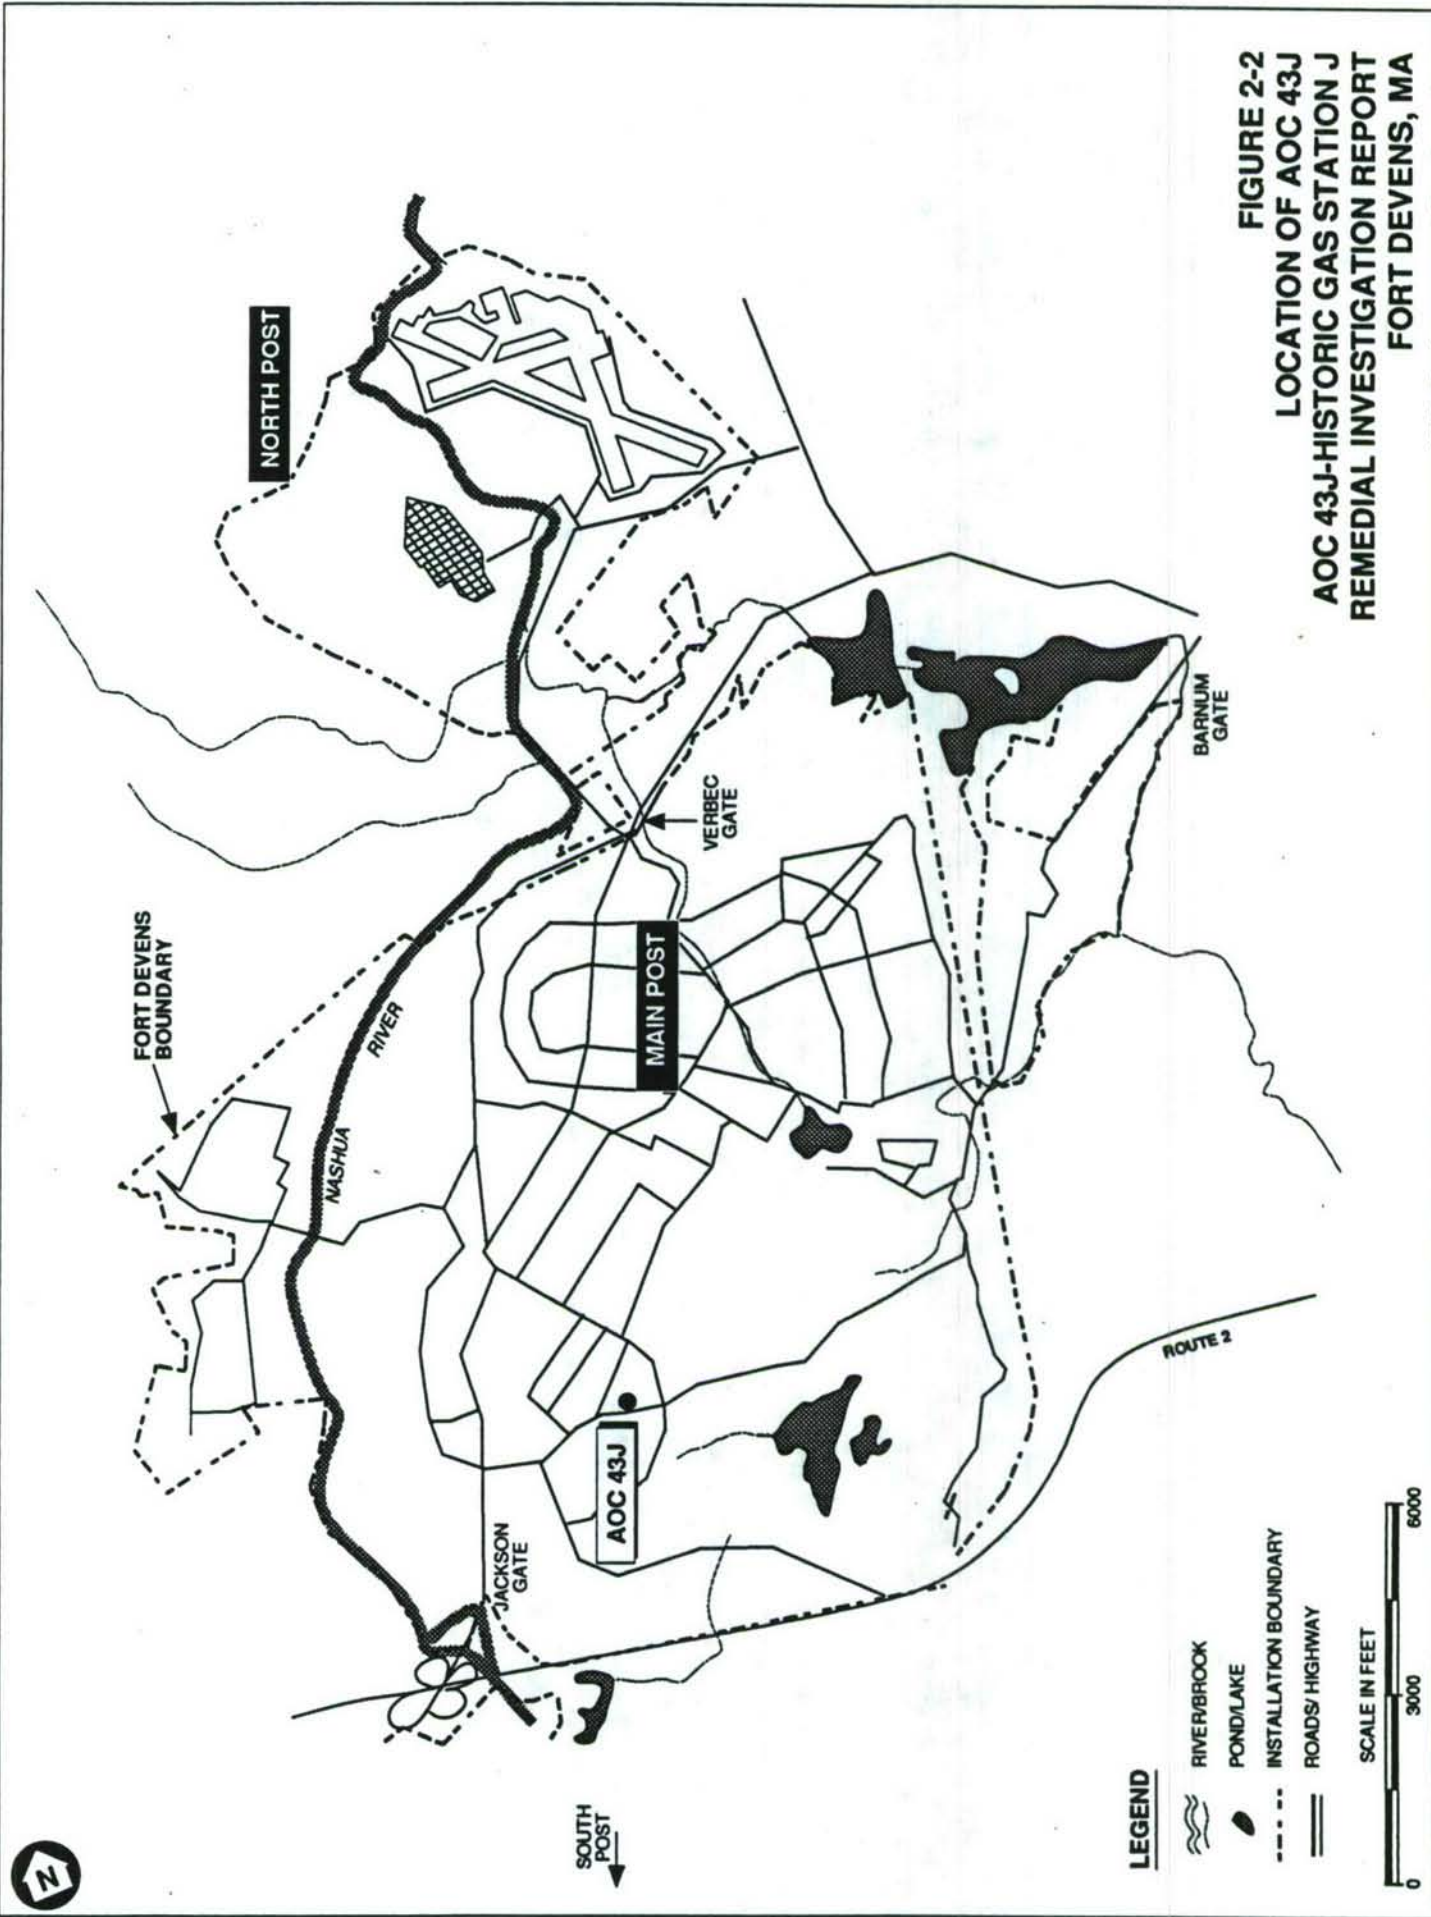 N
NORTH POST
FORT DEVENS
BOUNDARY
NASHUA
RIVER
MAIN POST
VERBEC
GATE
BARNUM
GATE
JACKSON
GATE
AOC 43J
ROUTE 2
SOUTH
POST
LEGEND
RIVER/BROOK
POND/LAKE
INSTALLATION BOUNDARY
ROADS/ HIGHWAY
SCALE IN FEET
0 3000 6000
FIGURE 2-2
LOCATION OF AOC 43J
AOC 43J-HISTORIC GAS STATION J
REMEDIAL INVESTIGATION REPORT
FORT DEVENS, MA